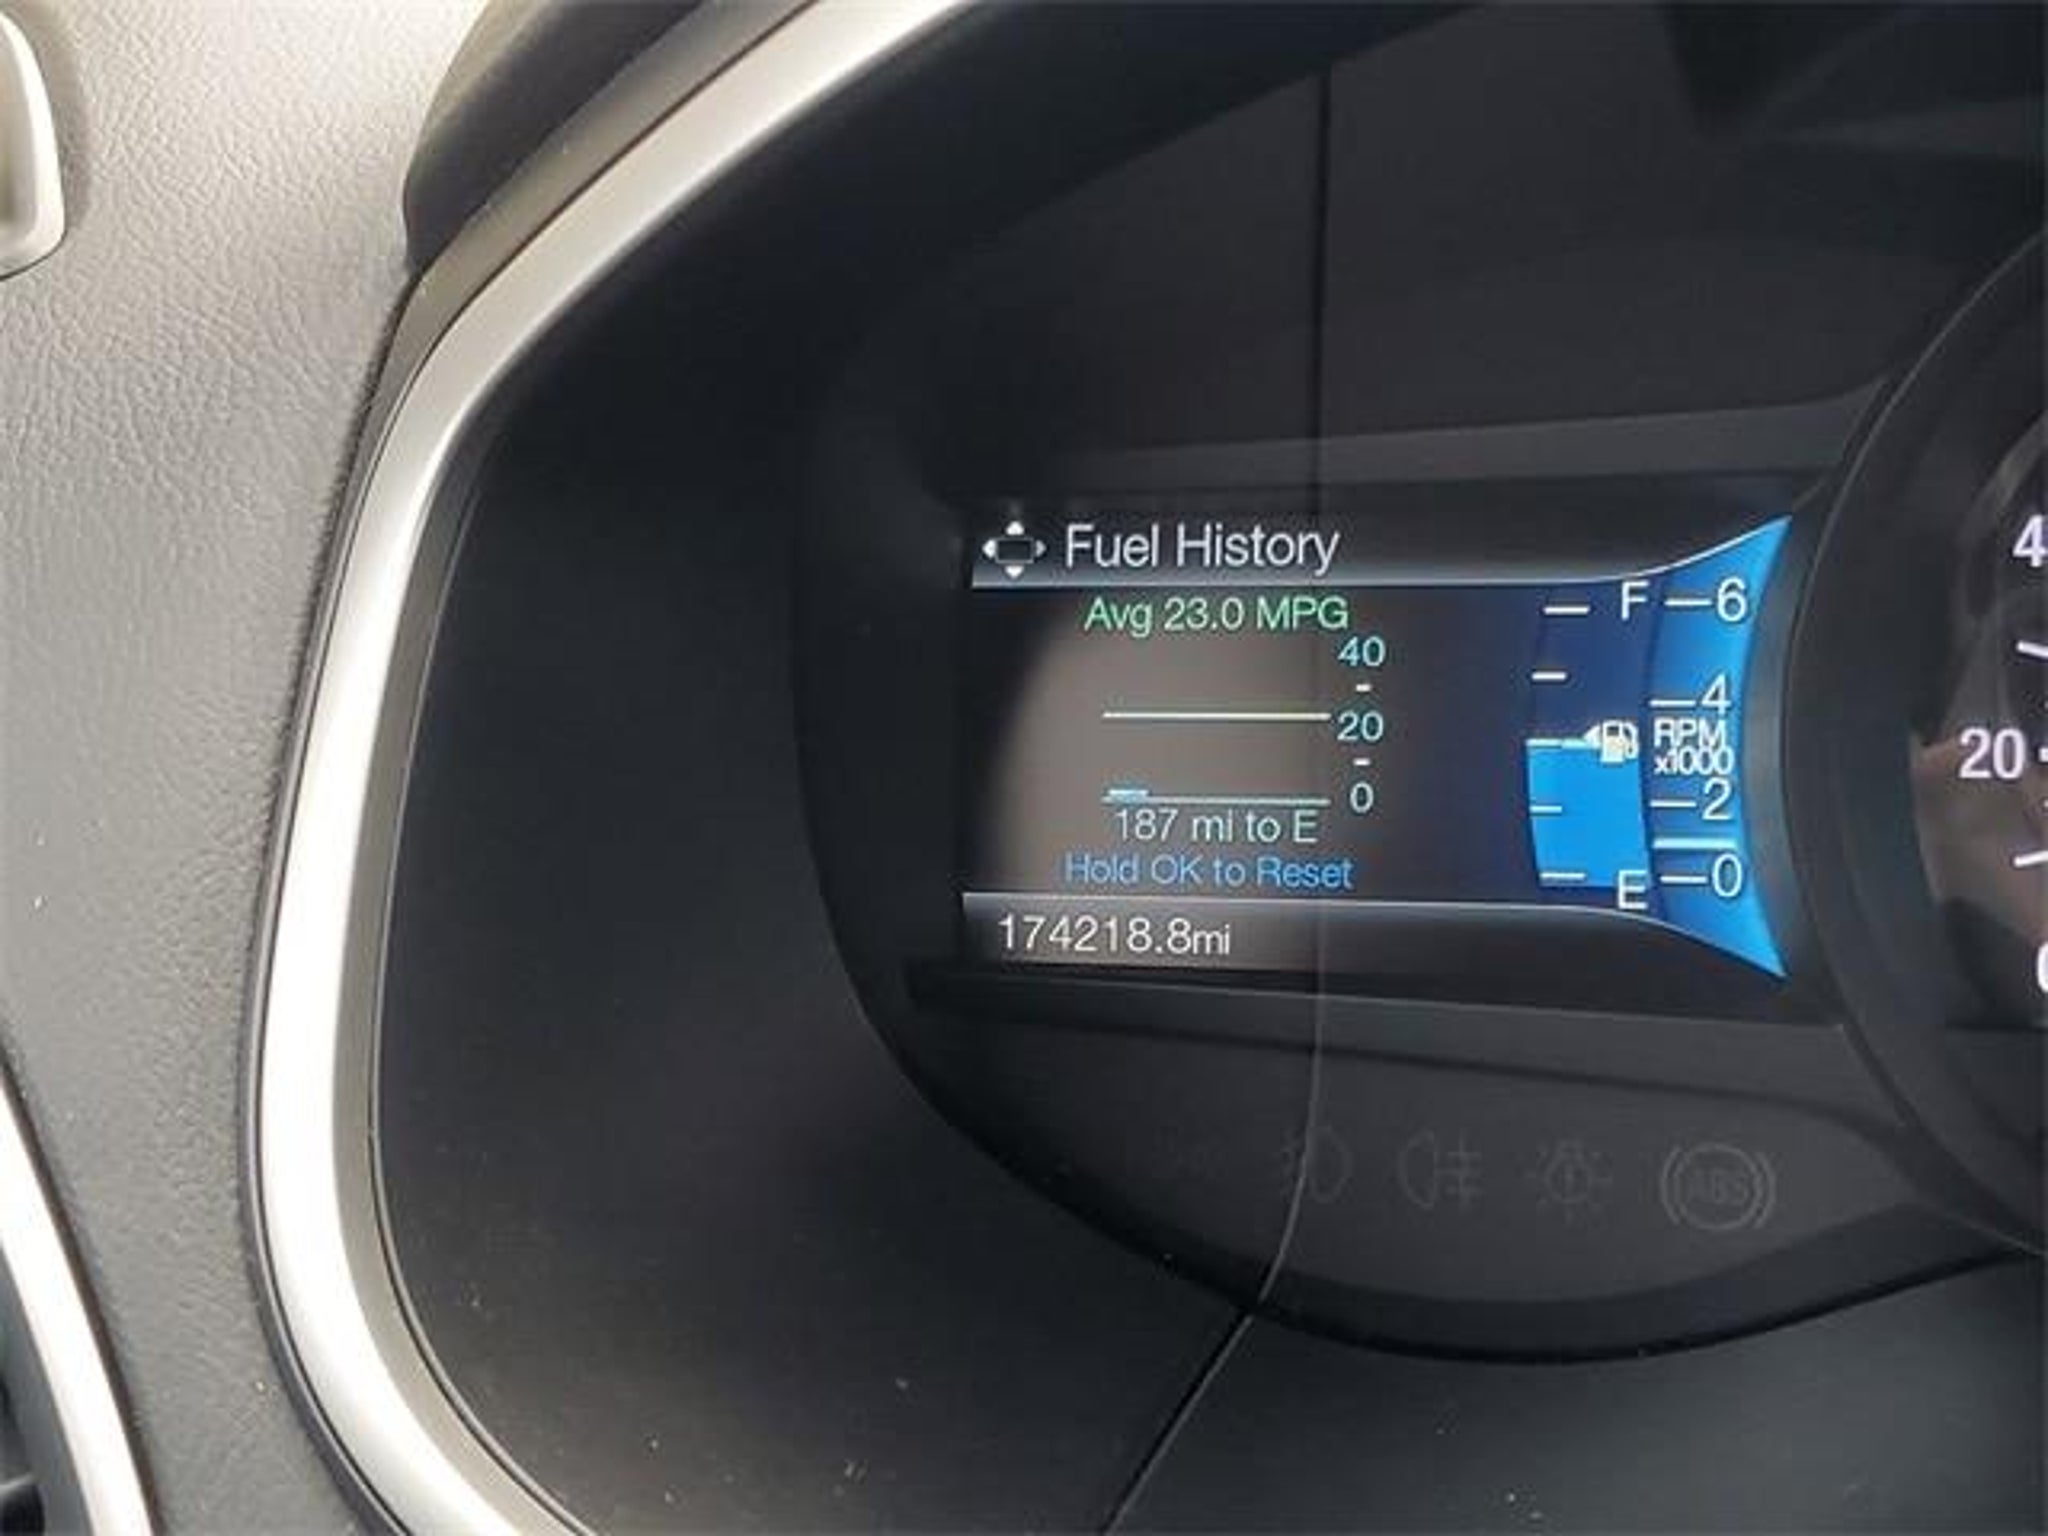 Fuel History
Avg 23.0 MPG
40
20
0
187 mi to E
Hold OK to Reset
174218.8mi
F
E
6
4
RPM
x1000
2
0
20
ABS